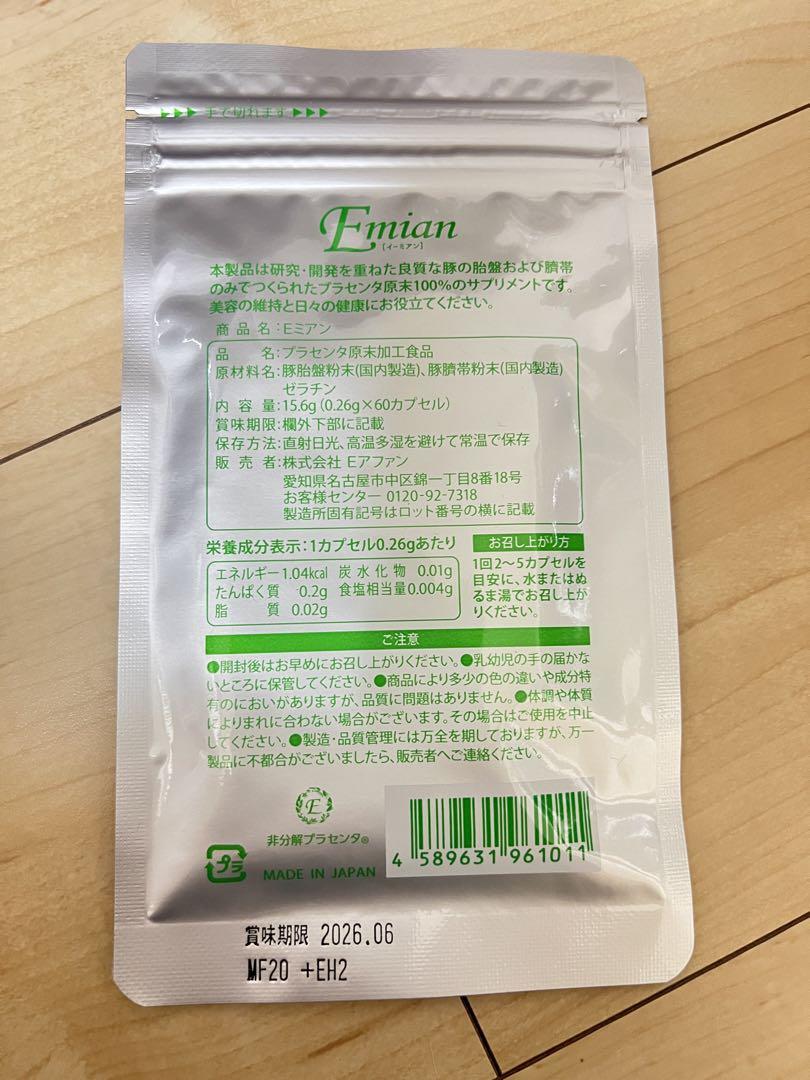 ▶▶▶ 手で切れます ▶▶▶
Emian
[イーミアン]
本製品は研究・開発を重ねた良質な豚の胎盤および臍帯
のみでつくられたプラセンタ原末100%のサプリメントです。
美容の維持と日々の健康にお役立てください。
商品名:Eミアン
品名:プラセンタ原末加工食品
原材料名:豚胎盤粉末(国内製造)、豚臍帯粉末(国内製造)
ゼラチン
内容量:15.6g(0.26g×60カプセル)
賞味期限:欄外下部に記載
保存方法:直射日光、高温多湿を避けて常温で保存
販売者:株式会社 Eアファン
愛知県名古屋市中区錦一丁目8番18号
お客様センター 0120-92-7318
製造所固有記号はロット番号の横に記載
栄養成分表示:1カプセル0.26gあたり
エネルギー1.04kcal 炭水化物 0.01g
たんぱく質 0.2g 食塩相当量0.004g
脂質 0.02g
お召し上がり方
1回2〜5カプセルを
目安に、水またはぬ
るま湯でお召し上が
りください。
ご注意
●開封後はお早めにお召し上がりください。●乳幼児の手の届かな
いところに保管してください。●商品により多少の色の違いや成分特
有のにおいがありますが、品質に問題はありません。●体調や体質
によりまれに合わない場合がございます。その場合はご使用を中止
してください。●製造・品質管理には万全を期しておりますが、万一
製品に不都合がございましたら、販売者へご連絡ください。
E
非分解プラセンタ®
プラ
MADE IN JAPAN
4 589631 961011
賞味期限 2026.06
MF20 +EH2